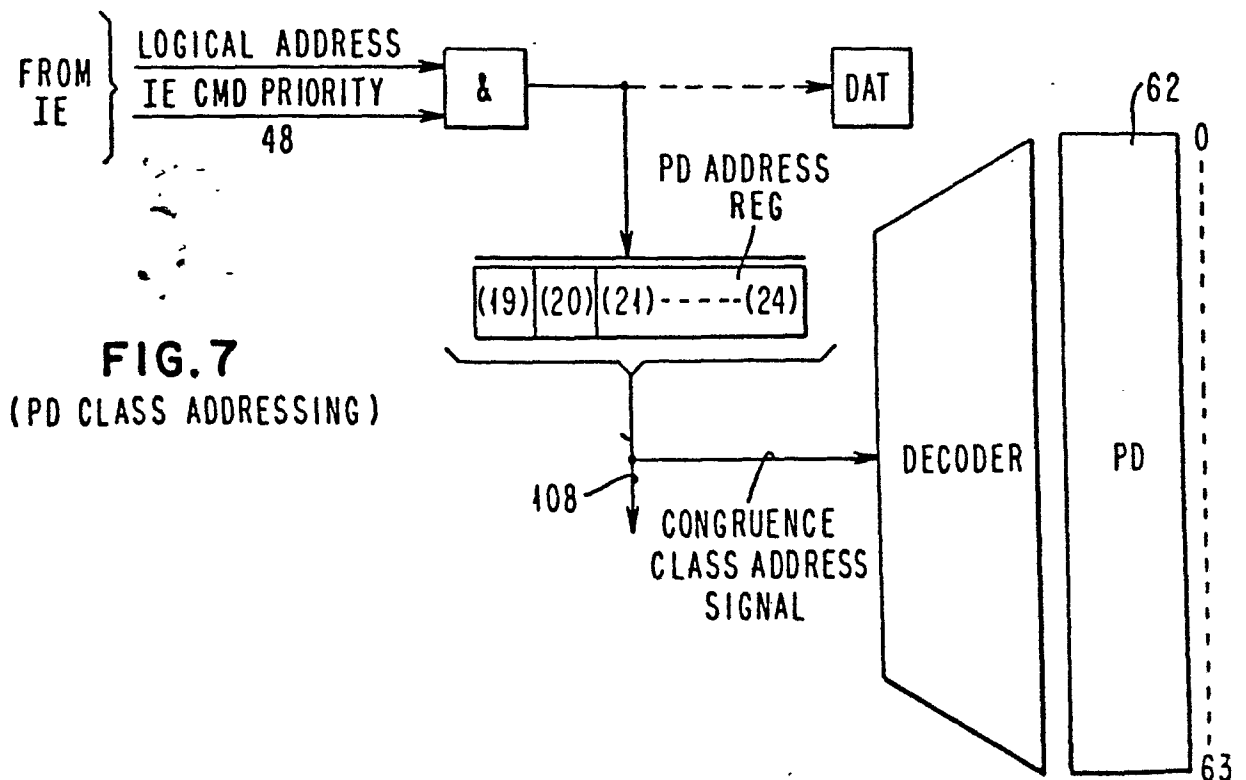 FROM
IE
LOGICAL ADDRESS
IE CMD PRIORITY
48
&
DAT
62
0
PD ADDRESS
REG
(19) (20) (21)-----(24)
FIG.7
(PD CLASS ADDRESSING)
DECODER
PD
108
CONGRUENCE
CLASS ADDRESS
SIGNAL
63